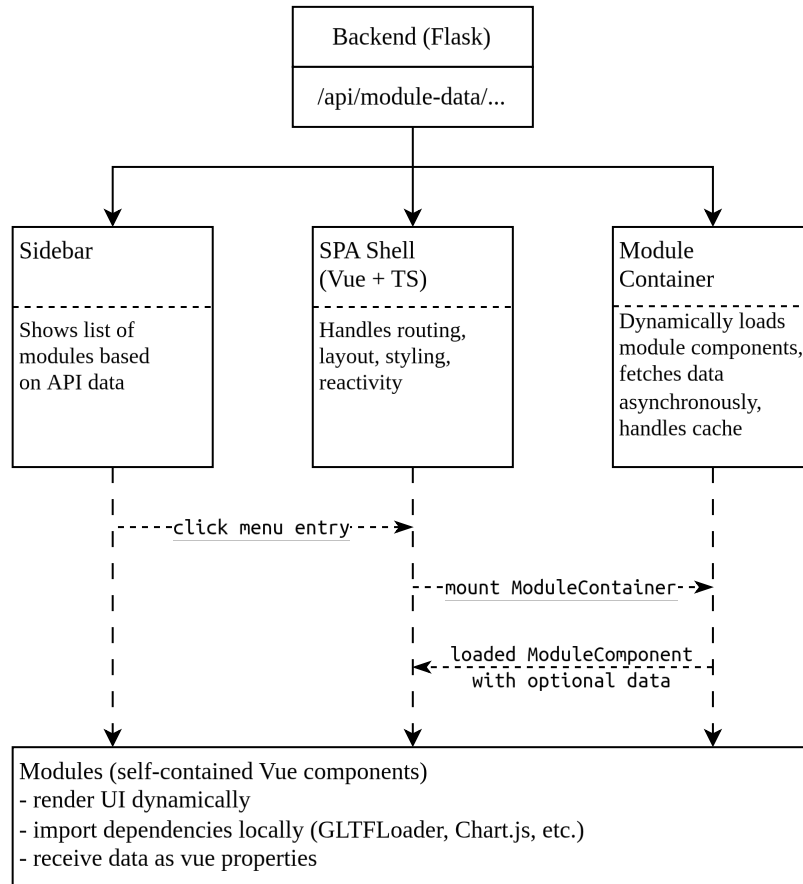 Backend (Flask)
/api/module-data/...
Sidebar
Shows list of
modules based
on API data
SPA Shell
(Vue + TS)
Handles routing,
layout, styling,
reactivity
Module
Container
Dynamically loads
module components,
fetches data
asynchronously,
handles cache
click menu entry
mount ModuleContainer
loaded ModuleComponent
with optional data
Modules (self-contained Vue components)
- render UI dynamically
- import dependencies locally (GLTFLoader, Chart.js, etc.)
- receive data as vue properties